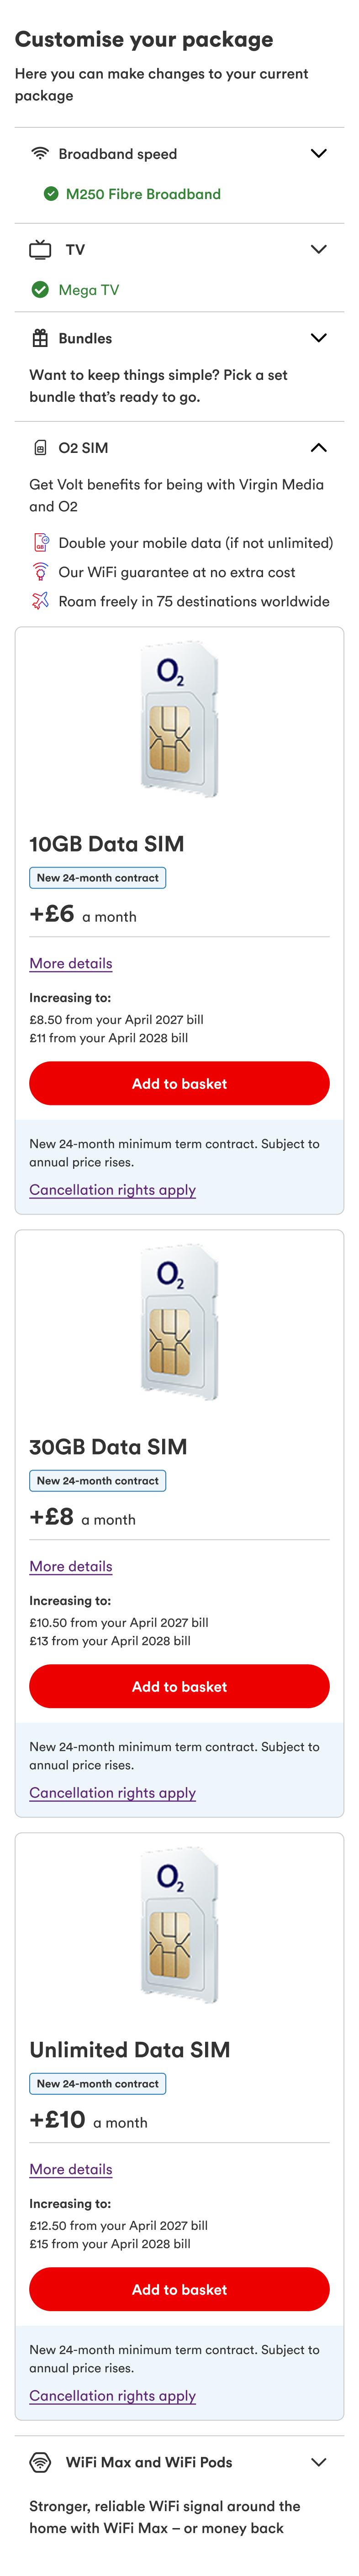 Customise your package
Here you can make changes to your current
package
Broadband speed
M250 Fibre Broadband
TV
Mega TV
Bundles
Want to keep things simple? Pick a set
bundle that's ready to go.
O2 SIM
Get Volt benefits for being with Virgin Media
and O2
Double your mobile data (if not unlimited)
Our WiFi guarantee at no extra cost
Roam freely in 75 destinations worldwide
O2
10GB Data SIM
New 24-month contract
+£6 a month
More details
Increasing to:
£8.50 from your April 2027 bill
£11 from your April 2028 bill
Add to basket
New 24-month minimum term contract. Subject to
annual price rises.
Cancellation rights apply
O2
30GB Data SIM
New 24-month contract
+£8 a month
More details
Increasing to:
£10.50 from your April 2027 bill
£13 from your April 2028 bill
Add to basket
New 24-month minimum term contract. Subject to
annual price rises.
Cancellation rights apply
O2
Unlimited Data SIM
New 24-month contract
+£10 a month
More details
Increasing to:
£12.50 from your April 2027 bill
£15 from your April 2028 bill
Add to basket
New 24-month minimum term contract. Subject to
annual price rises.
Cancellation rights apply
WiFi Max and WiFi Pods
Stronger, reliable WiFi signal around the
home with WiFi Max – or money back